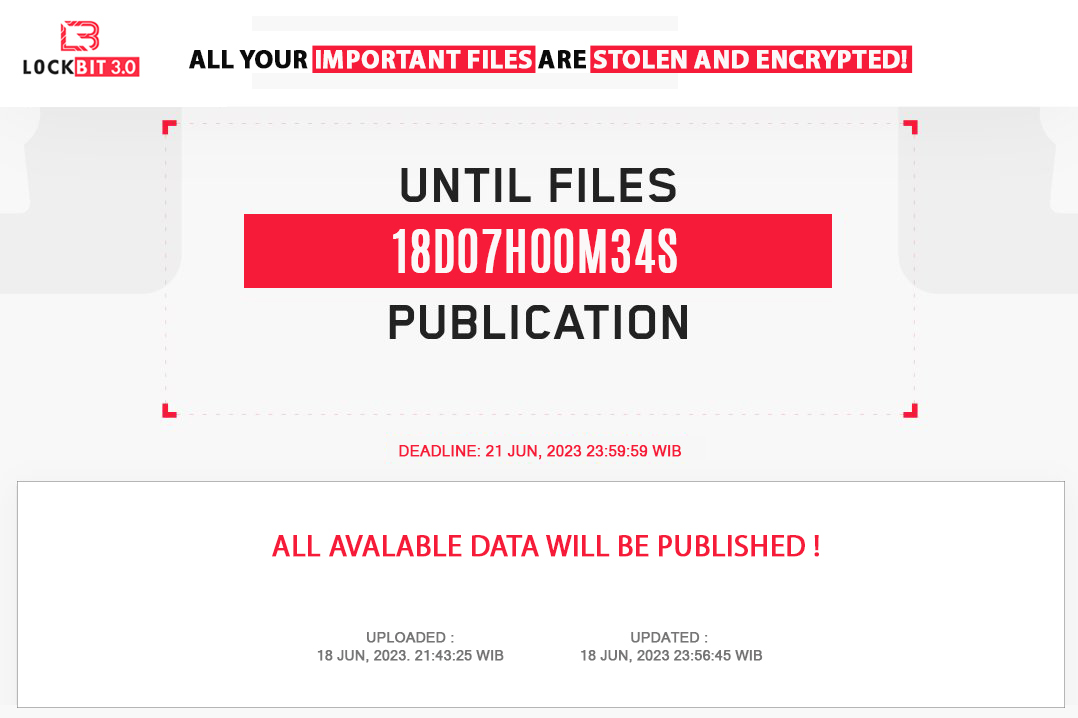 LOCKBIT 3.0
ALL YOUR IMPORTANT FILES ARE STOLEN AND ENCRYPTED!
UNTIL FILES
18D07H00M34S
PUBLICATION
DEADLINE: 21 JUN, 2023 23:59:59 WIB
ALL AVALABLE DATA WILL BE PUBLISHED !
UPLOADED :
18 JUN, 2023. 21:43:25 WIB
UPDATED :
18 JUN, 2023 23:56:45 WIB